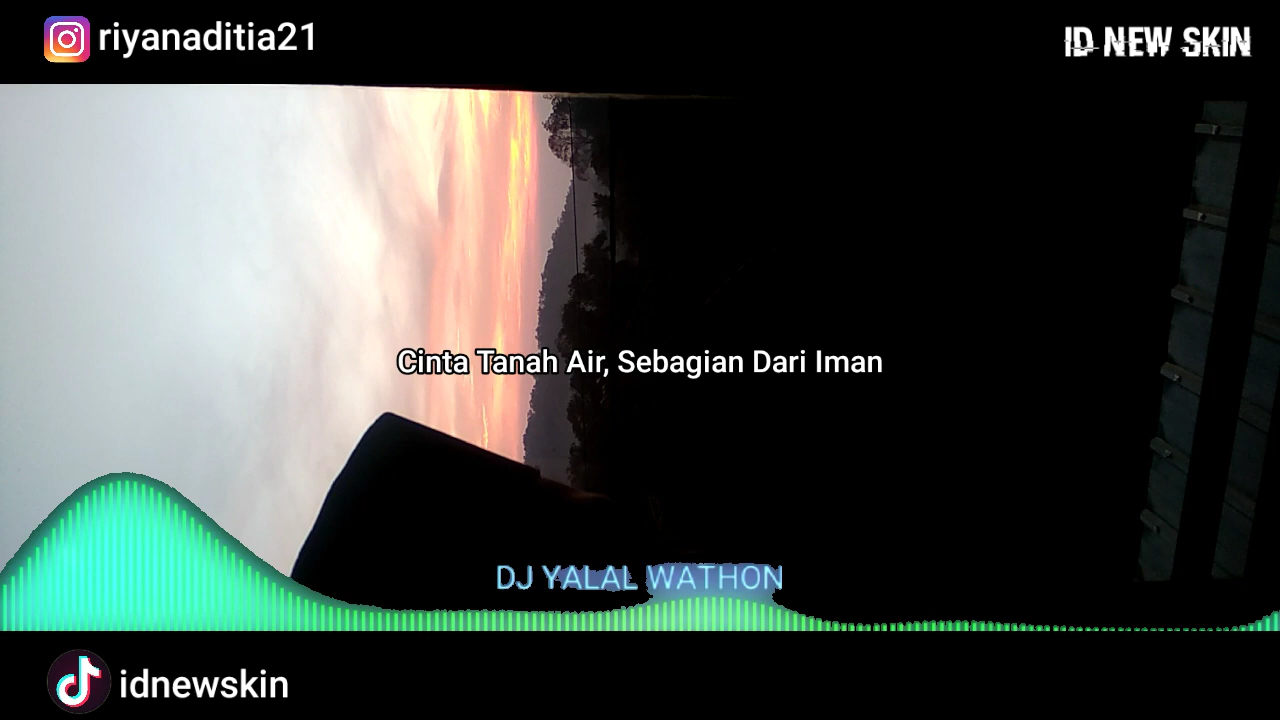 riyanaditia21
ID NEW SKIN
Cinta Tanah Air, Sebagian Dari Iman
DJ YALAL WATHON
idnewskin